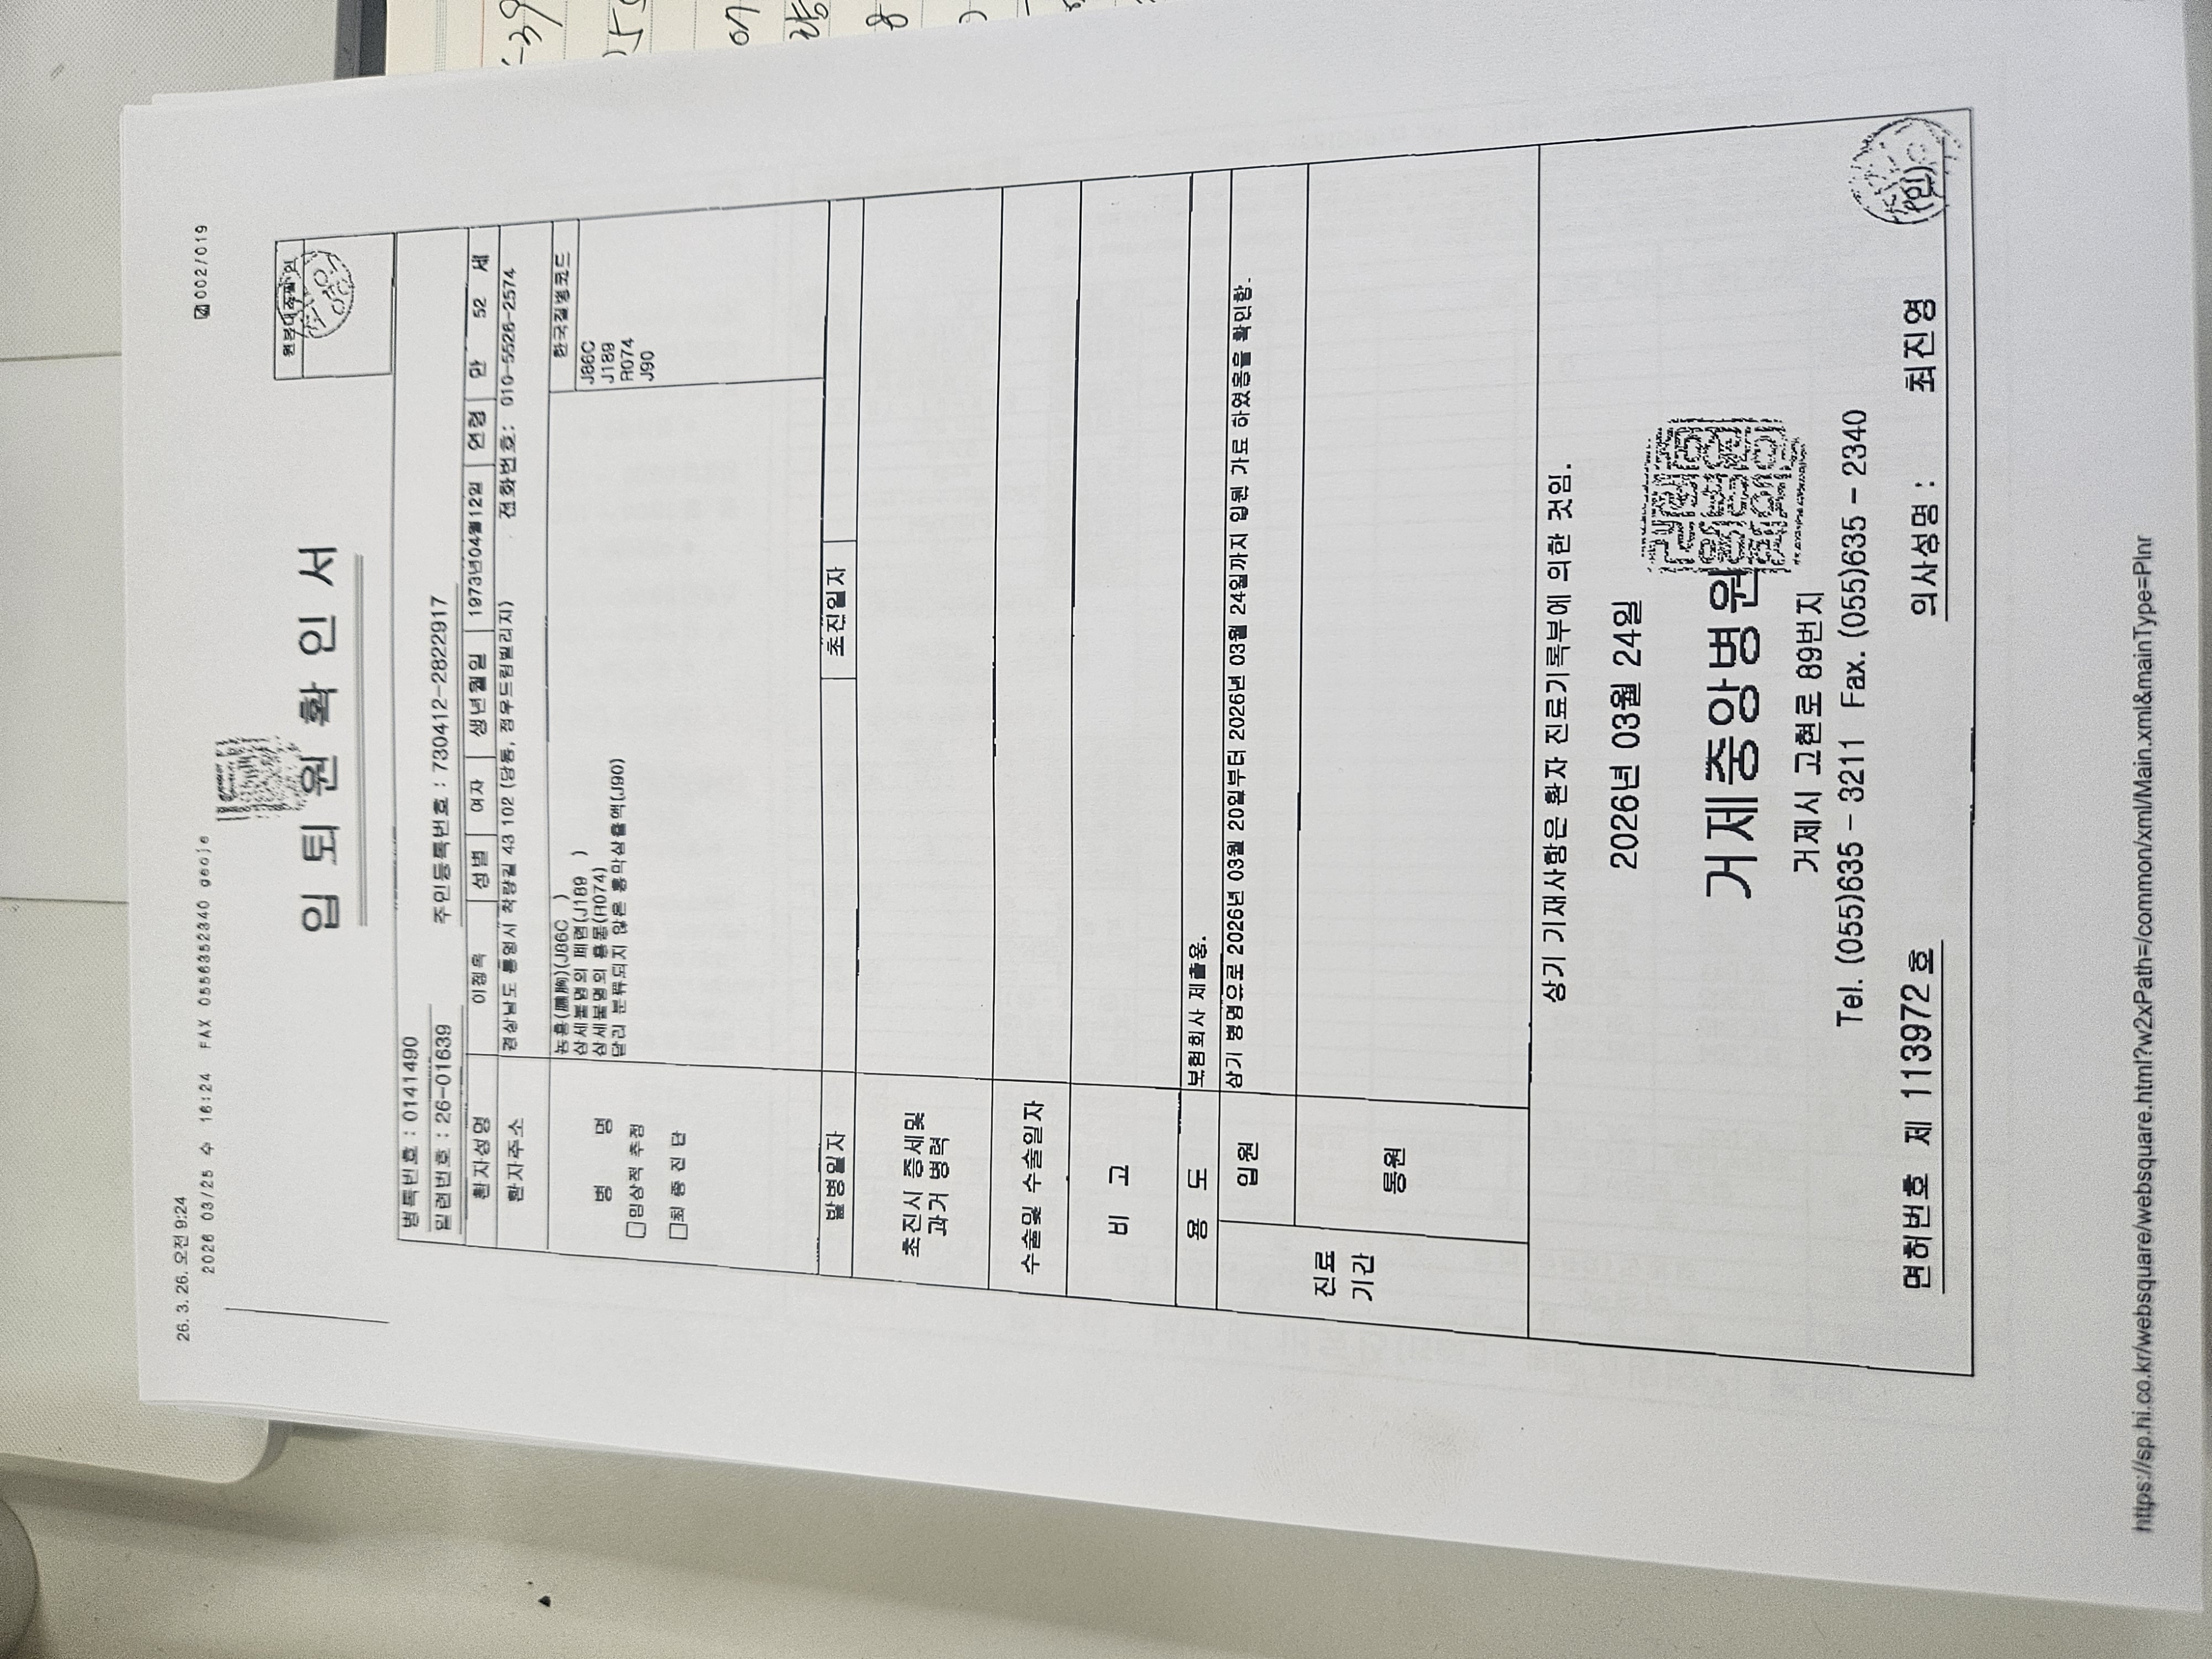 26. 3. 26. 오전 9:24
2026 03/25 수 16:24 FAX 0556352340 geoje
002/019
입 퇴 원 확 인 서
원본대조필 인
병록번호 : 0141490
일련번호 : 26-01639
주민등록번호 : 730412-2822917
환자성명 이정옥 성별 여자 생년월일 1973년04월12일 연령 만 52 세
환자주소 경상남도 통영시 착량길 43 102 (당동, 정우드림빌리지) 전화번호: 010-5526-2574
병 명
□임상적 추정
□최 종 진 단
한국질병코드
농흉(膿胸)(J86C )
상세불명의 폐렴(J189 )
상세불명의 흉통(R074)
달리 분류되지 않은 흉막삼출액(J90)
J86C
J189
R074
J90
발병일자 초진일자
초진시 증세및
과거 병력
수술및 수술일자
비 고
용 도 보험회사 제출용.
진료
기간
입원 상기 병명으로 2026년 03월 20일부터 2026년 03월 24일까지 입원 가료 하였음을 확인함.
통원
상기 기재사항은 환자 진료기록부에 의한 것임.
2026년 03월 24일
거제중앙병원
거제시 고현로 89번지
Tel. (055)635 - 3211 Fax. (055)635 - 2340
면허번호 제 113972 호 의사성명 : 최진영 (인)
https://sp.hi.co.kr/websquare/websquare.html?w2xPath=/common/xml/Main.xml&mainType=Plnr